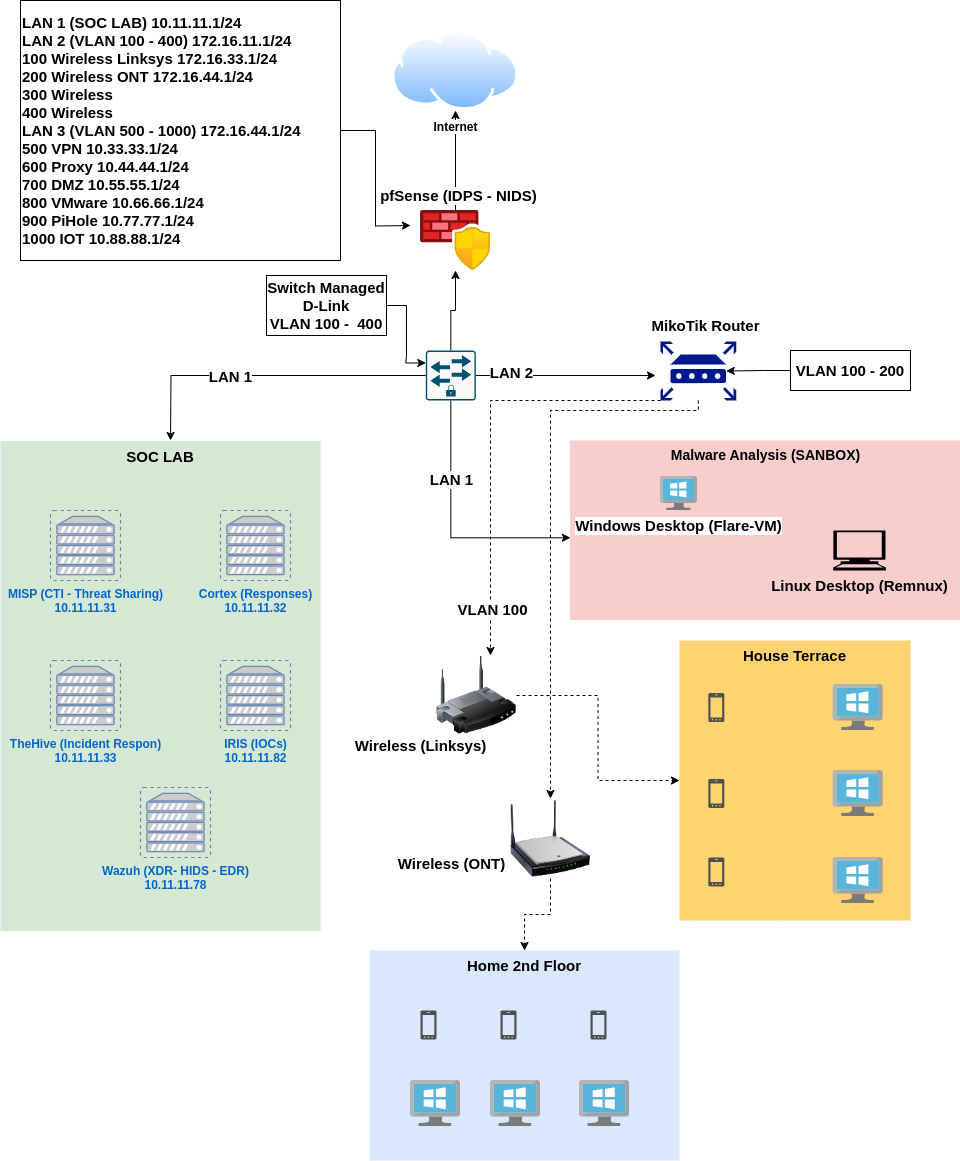 LAN 1 (SOC LAB) 10.11.11.1/24
LAN 2 (VLAN 100 - 400) 172.16.11.1/24
100 Wireless Linksys 172.16.33.1/24
200 Wireless ONT 172.16.44.1/24
300 Wireless
400 Wireless
LAN 3 (VLAN 500 - 1000) 172.16.44.1/24
500 VPN 10.33.33.1/24
600 Proxy 10.44.44.1/24
700 DMZ 10.55.55.1/24
800 VMware 10.66.66.1/24
900 PiHole 10.77.77.1/24
1000 IOT 10.88.88.1/24
Internet
pfSense (IDPS - NIDS)
Switch Managed
D-Link
VLAN 100 -  400
MikoTik Router
VLAN 100 - 200
LAN 1
LAN 2
LAN 1
SOC LAB
MISP (CTI - Threat Sharing)
10.11.11.31
Cortex (Responses)
10.11.11.32
TheHive (Incident Respon)
10.11.11.33
IRIS (IOCs)
10.11.11.82
Wazuh (XDR- HIDS - EDR)
10.11.11.78
Malware Analysis (SANBOX)
Windows Desktop (Flare-VM)
Linux Desktop (Remnux)
VLAN 100
Wireless (Linksys)
House Terrace
Wireless (ONT)
Home 2nd Floor